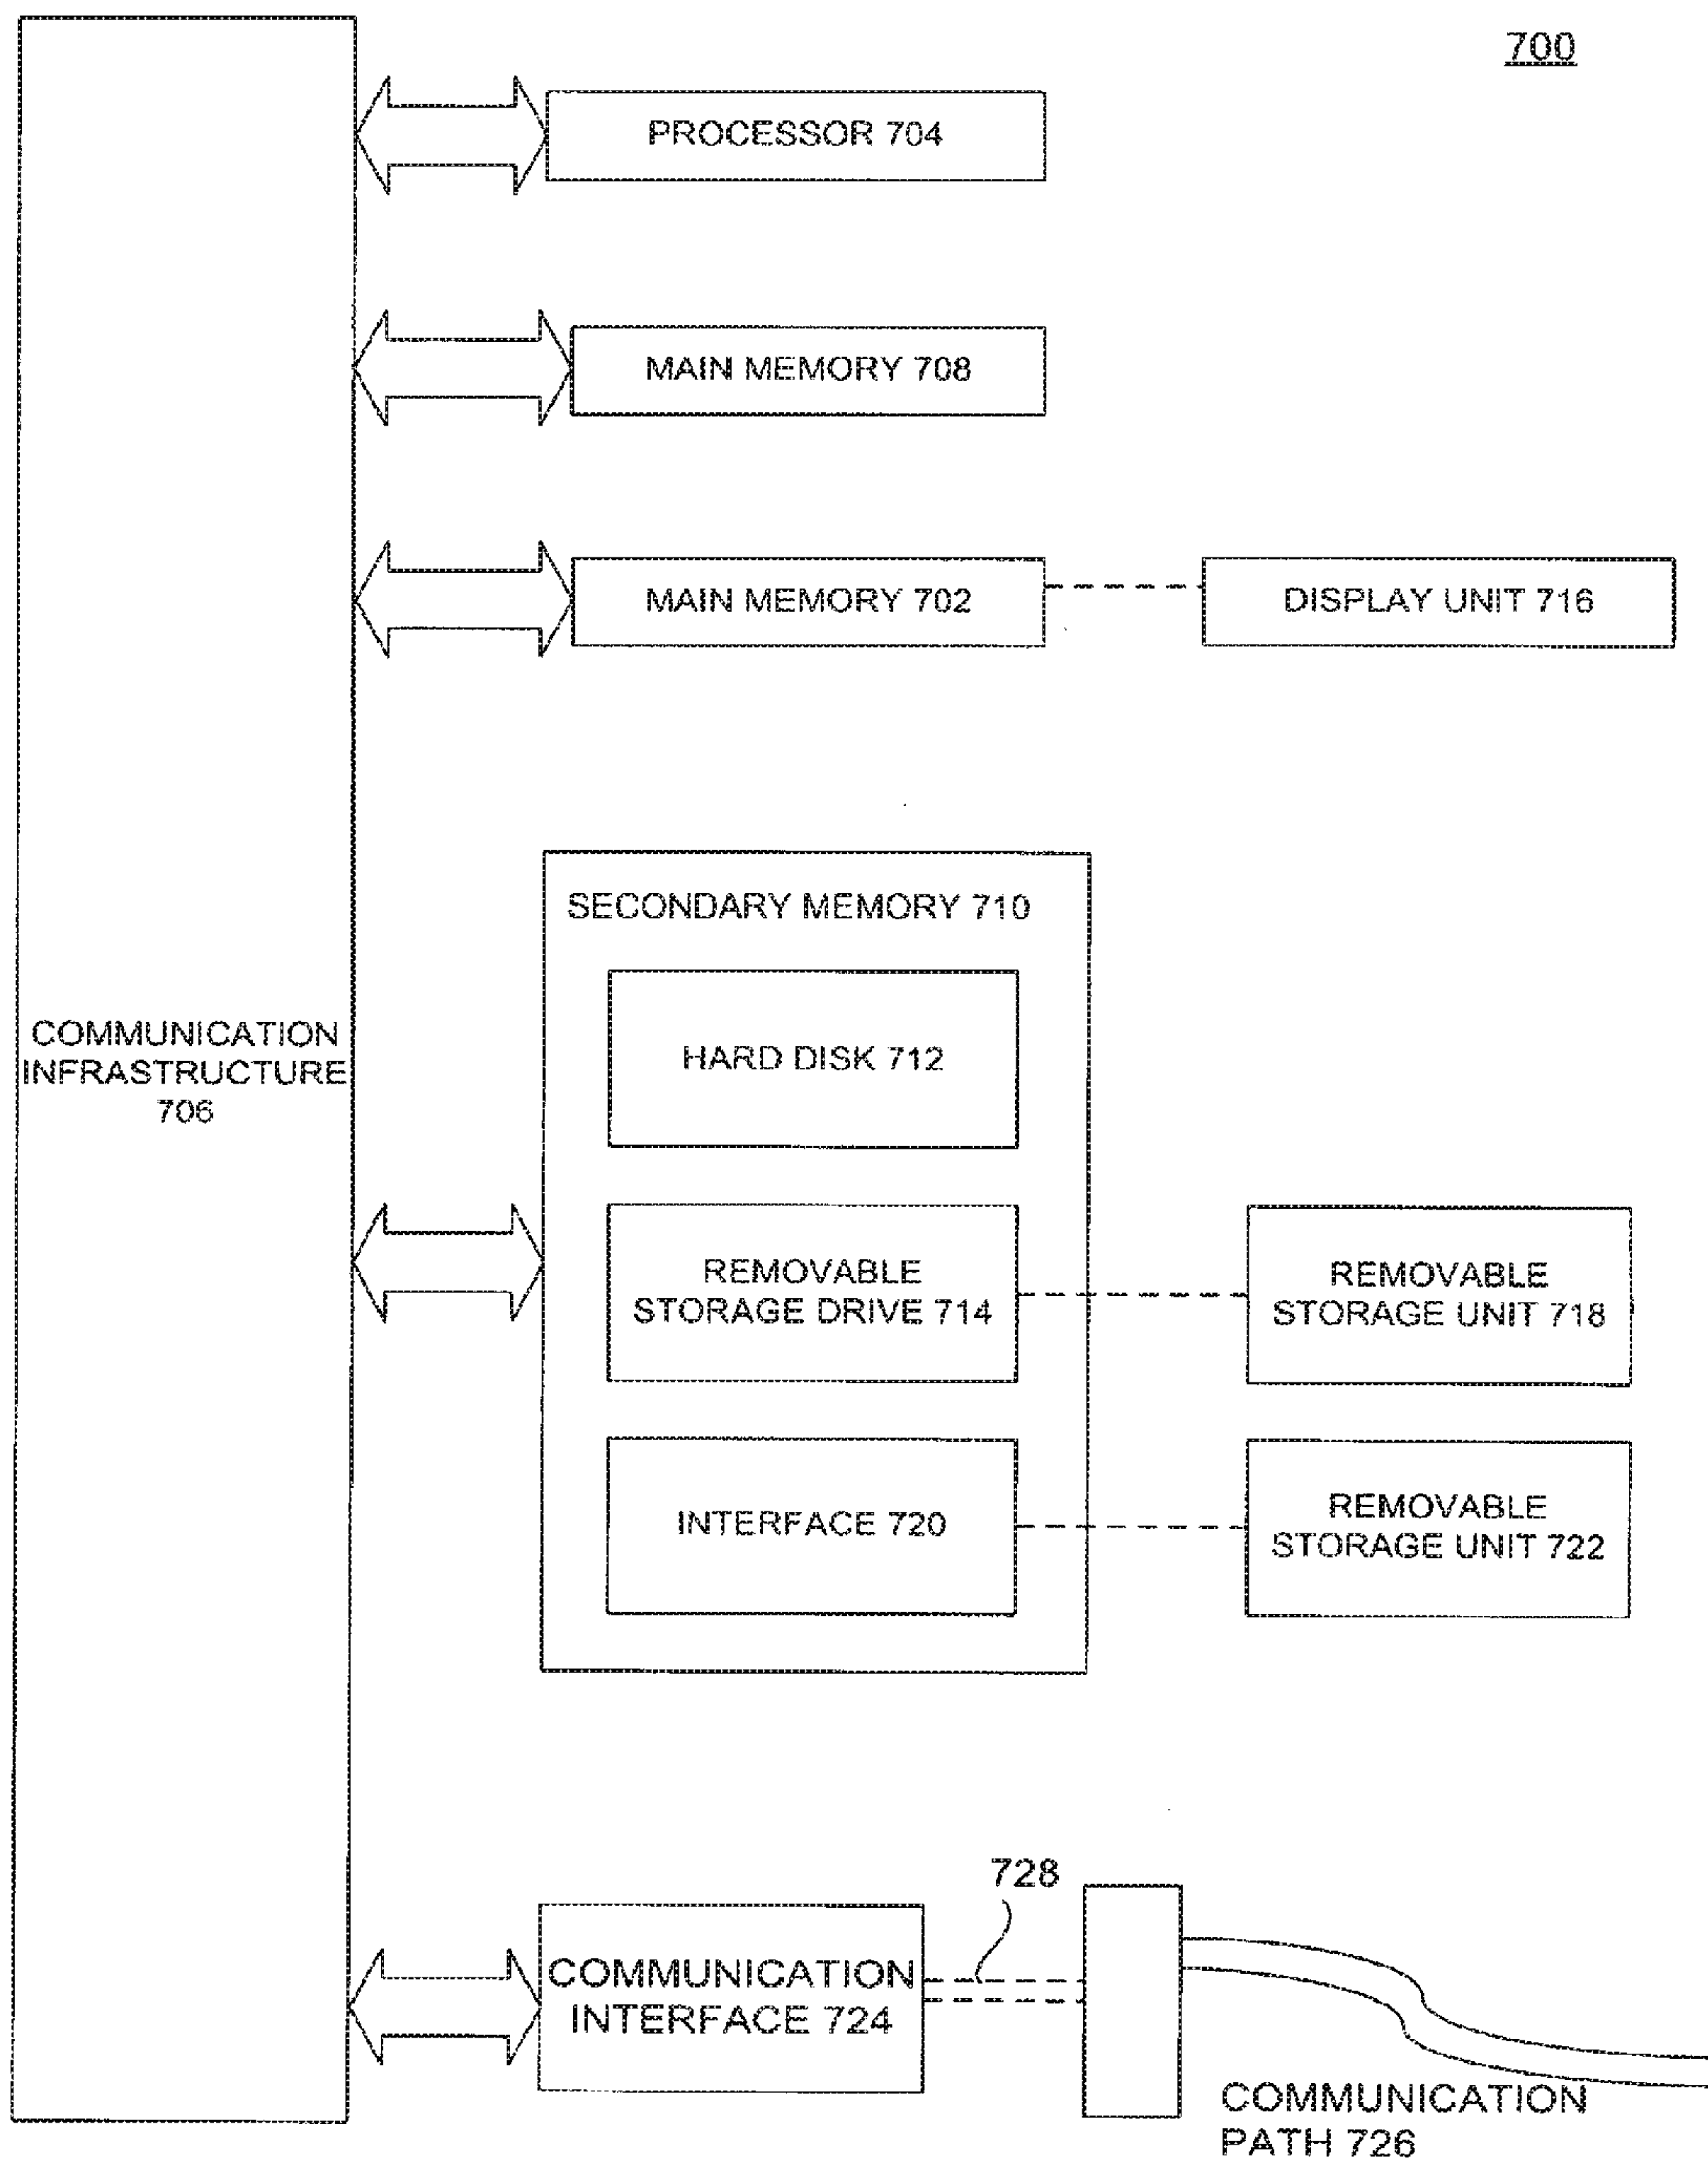 700
PROCESSOR 704
MAIN MEMORY 708
MAIN MEMORY 702
DISPLAY UNIT 716
SECONDARY MEMORY 710
HARD DISK 712
COMMUNICATION
INFRASTRUCTURE
706
REMOVABLE
STORAGE DRIVE 714
REMOVABLE
STORAGE UNIT 718
INTERFACE 720
REMOVABLE
STORAGE UNIT 722
728
COMMUNICATION
INTERFACE 724
COMMUNICATION
PATH 726